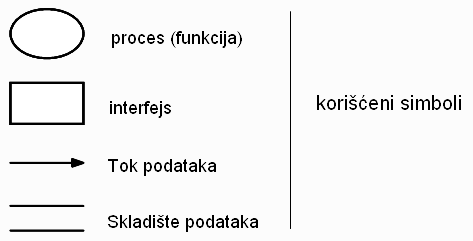 proces (funkcija)
interfejs
korišćeni simboli
Tok podataka
Skladište podataka